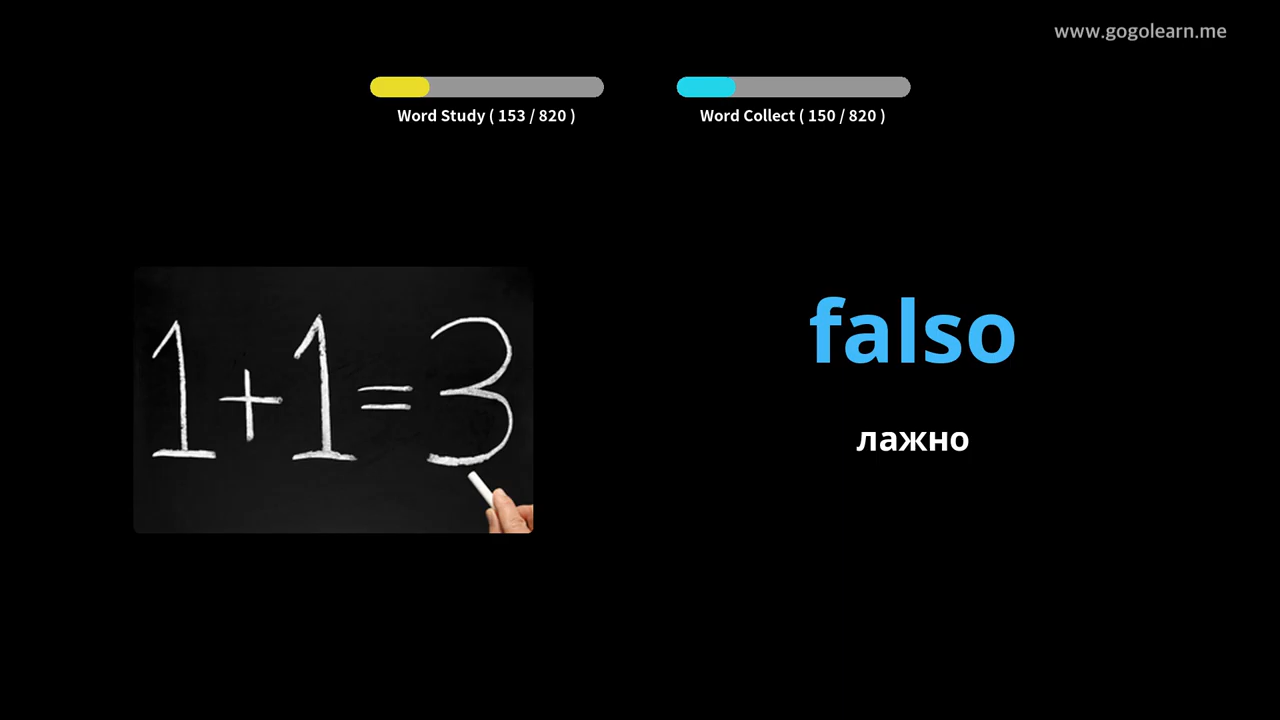 www.gogolearn.me
Word Study ( 153 / 820 )
Word Collect ( 150 / 820 )
1+1=3
falso
лажно